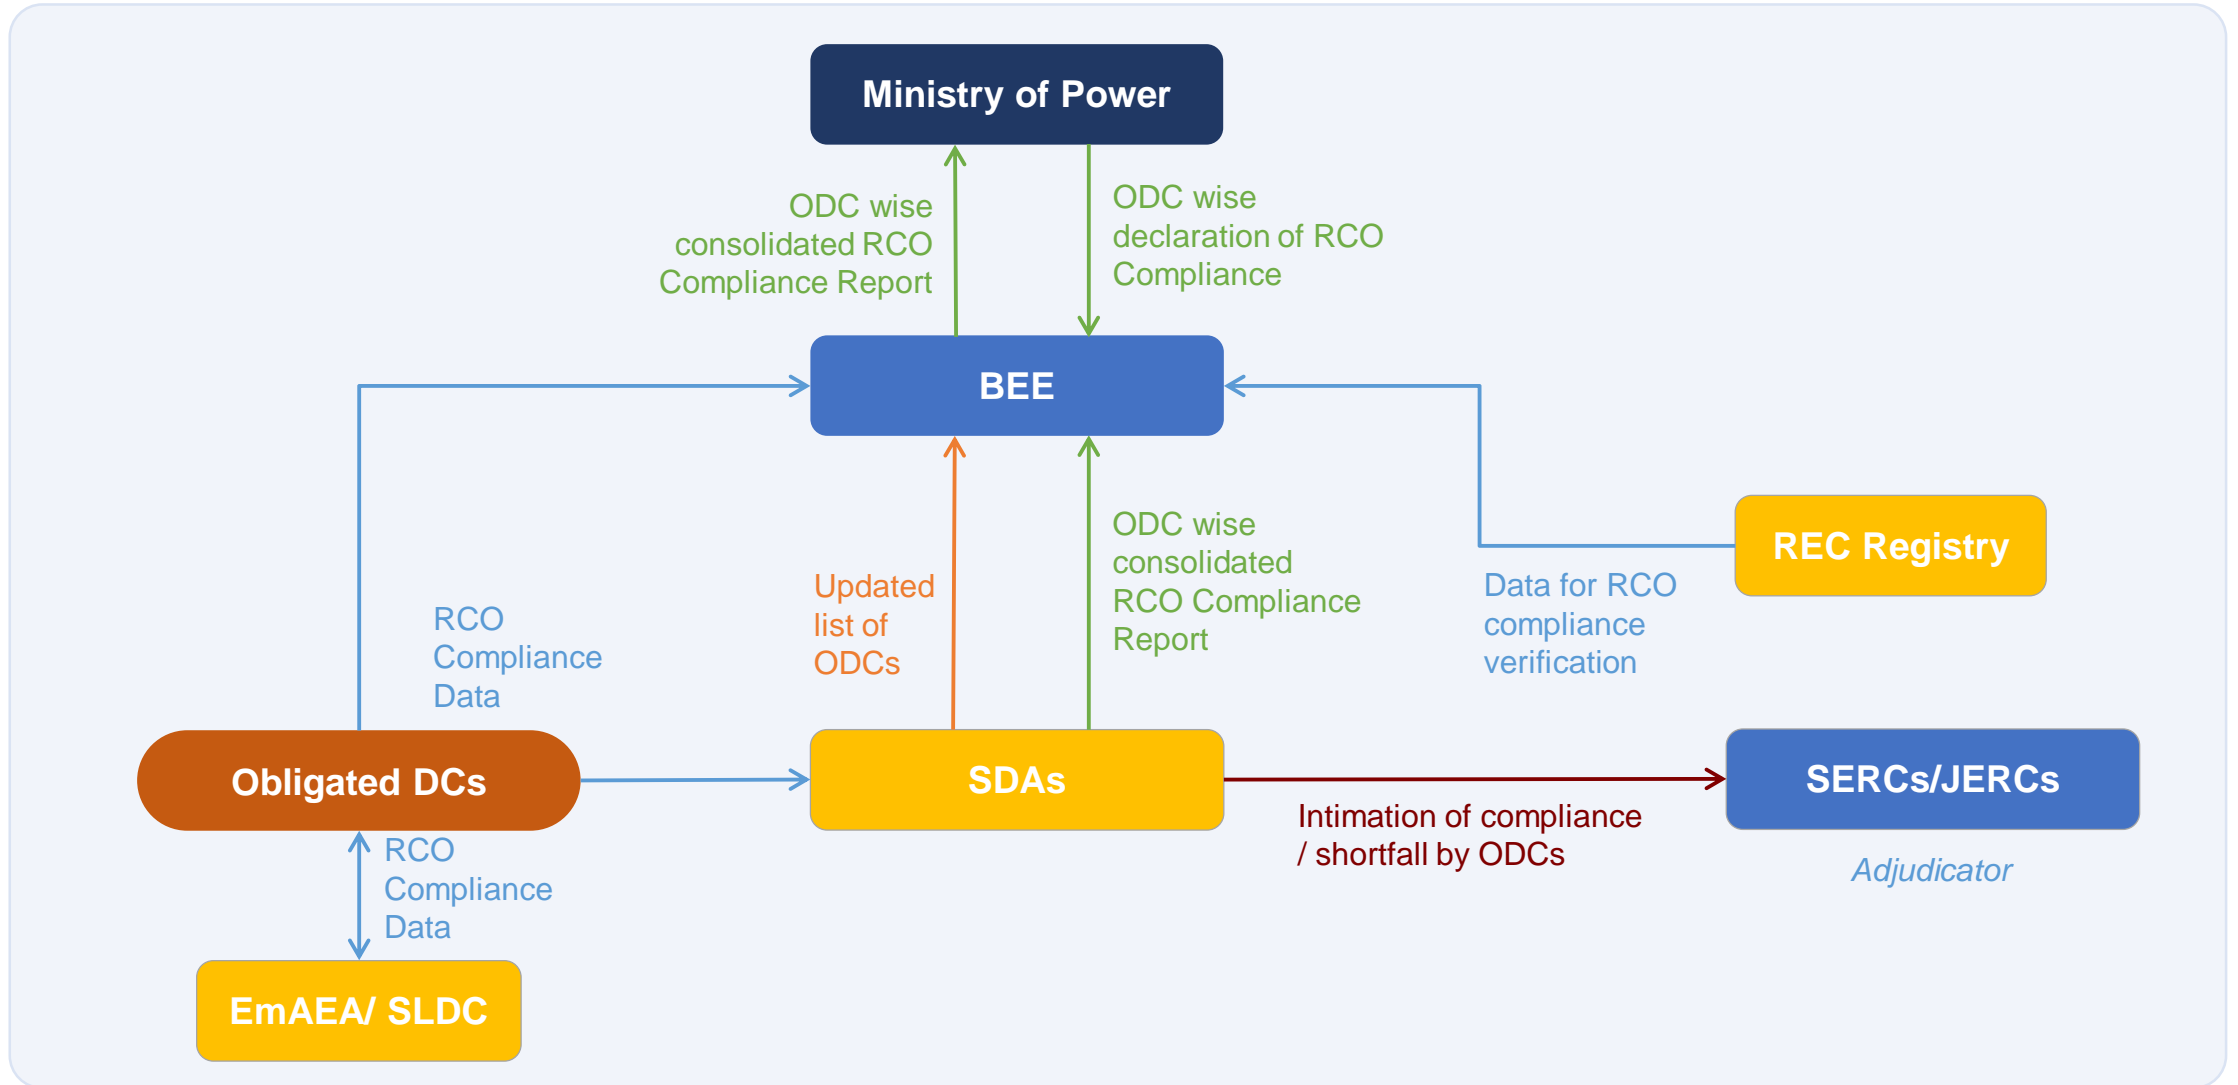 Ministry of Power
ODC wise
consolidated RCO
Compliance Report
ODC wise
declaration of RCO
Compliance
BEE
Updated
list of
ODCs
ODC wise
consolidated
RCO Compliance
Report
REC Registry
Data for RCO
compliance
verification
RCO
Compliance
Data
Obligated DCs
SDAs
SERCs/JERCs
Intimation of compliance
/ shortfall by ODCs
Adjudicator
RCO
Compliance
Data
EmAEA/ SLDC